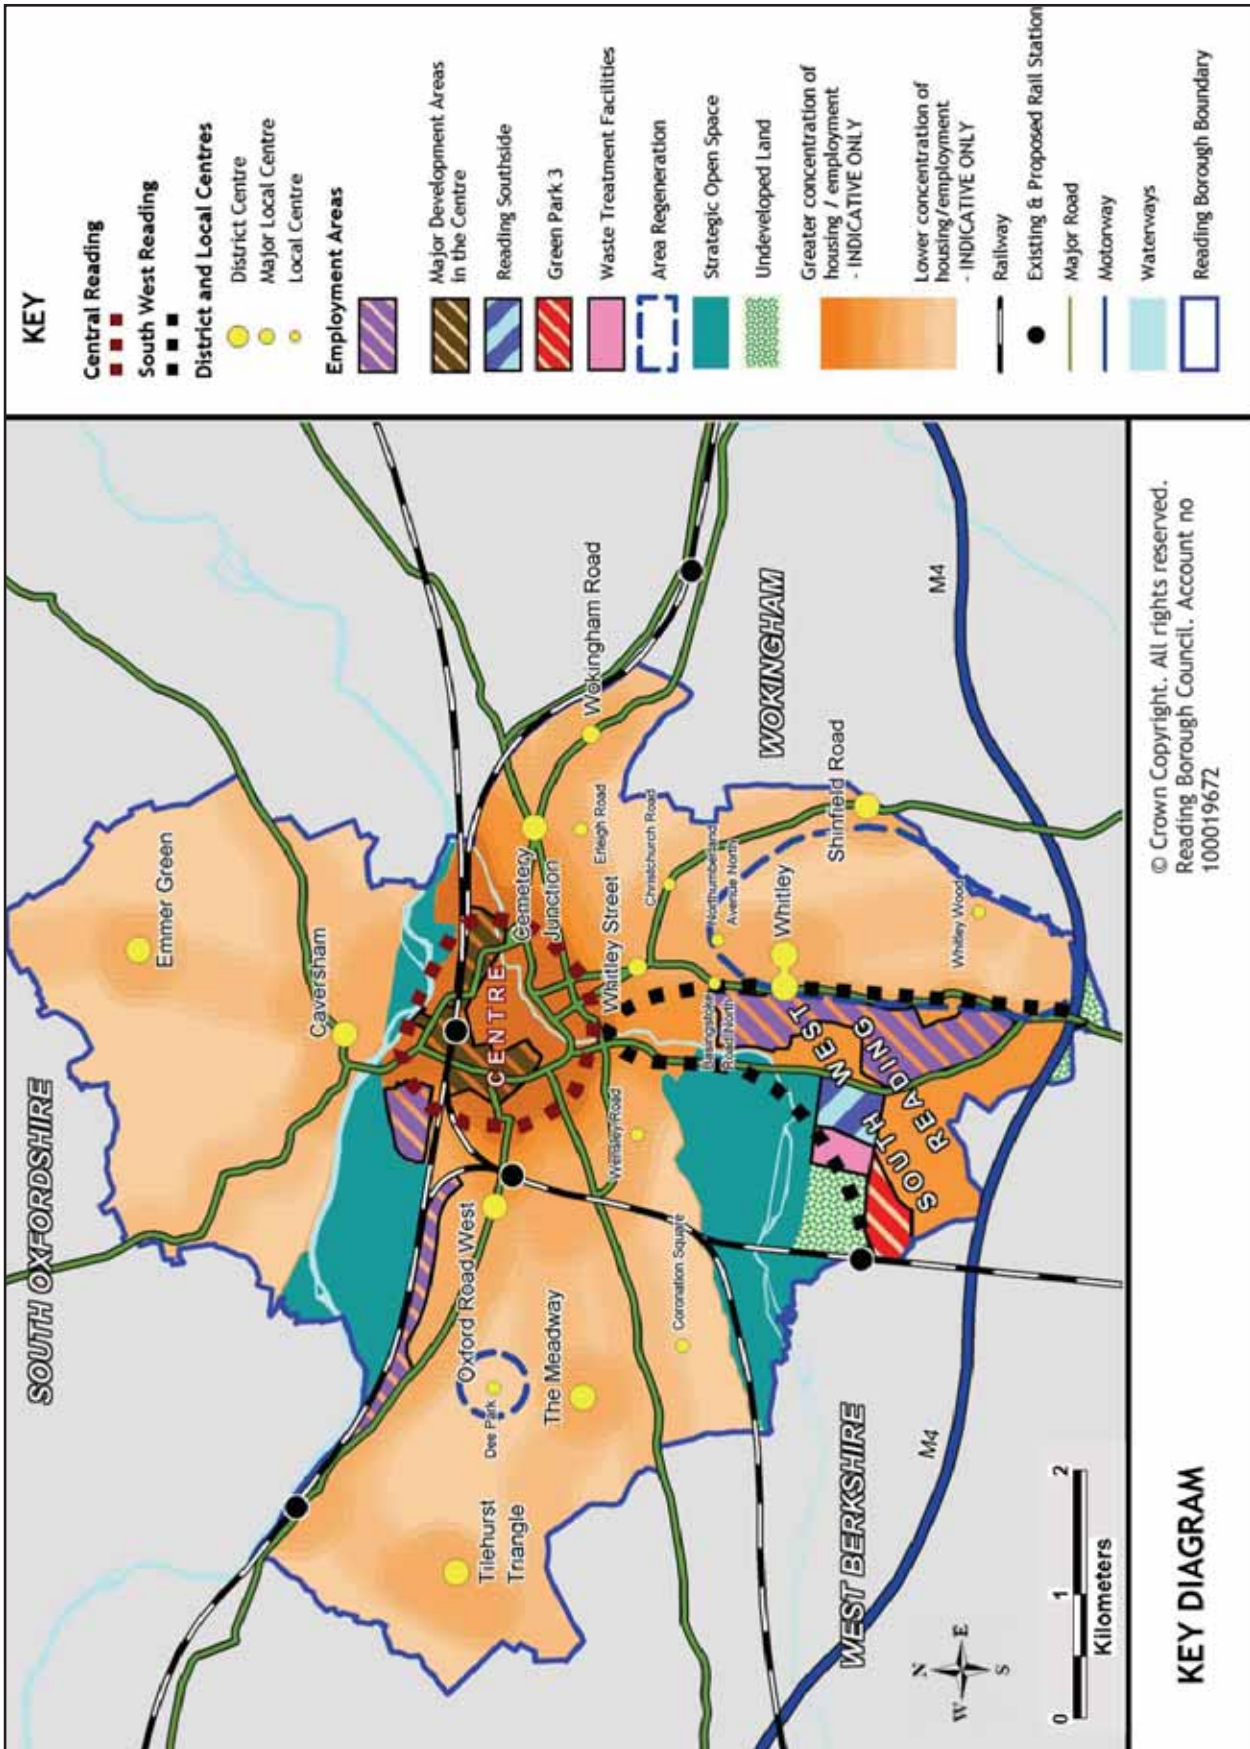 KEY
Central Reading
South West Reading
District and Local Centres
District Centre
Major Local Centre
Local Centre
Employment Areas
Major Development Areas
in the Centre
Reading Southside
Green Park 3
Waste Treatment Facilities
Area Regeneration
Strategic Open Space
Undeveloped Land
Greater concentration of
housing / employment
- INDICATIVE ONLY
Lower concentration of
housing/employment
- INDICATIVE ONLY
Railway
Existing & Proposed Rail Station
Major Road
Motorway
Waterways
Reading Borough Boundary
SOUTH OXFORDSHIRE
Emmer Green
Caversham
CENTRE
Cemetery
Junction
Wokingham Road
Erleigh Road
Whitley Street
Christchurch Road
Northumberland
Avenue North
WOKINGHAM
Basingstoke
Road North
Whitley
Shinfield Road
Whitley Wood
Wensley Road
Oxford Road West
Dee Park
The Meadway
Coronation Square
Tilehurst
Triangle
SOUTH WEST
READING
M4
M4
WEST BERKSHIRE
N
E
S
W
0
1
2
Kilometers
KEY DIAGRAM
© Crown Copyright. All rights reserved.
Reading Borough Council. Account no
100019672